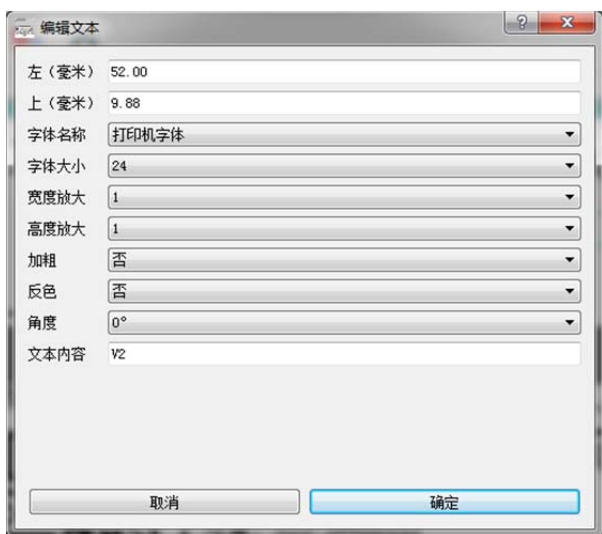 编辑文本
左（毫米） 52.00
上（毫米） 9.88
字体名称 打印机字体
字体大小 24
宽度放大 1
高度放大 1
加粗 否
反色 否
角度 0°
文本内容 V2
取消 确定